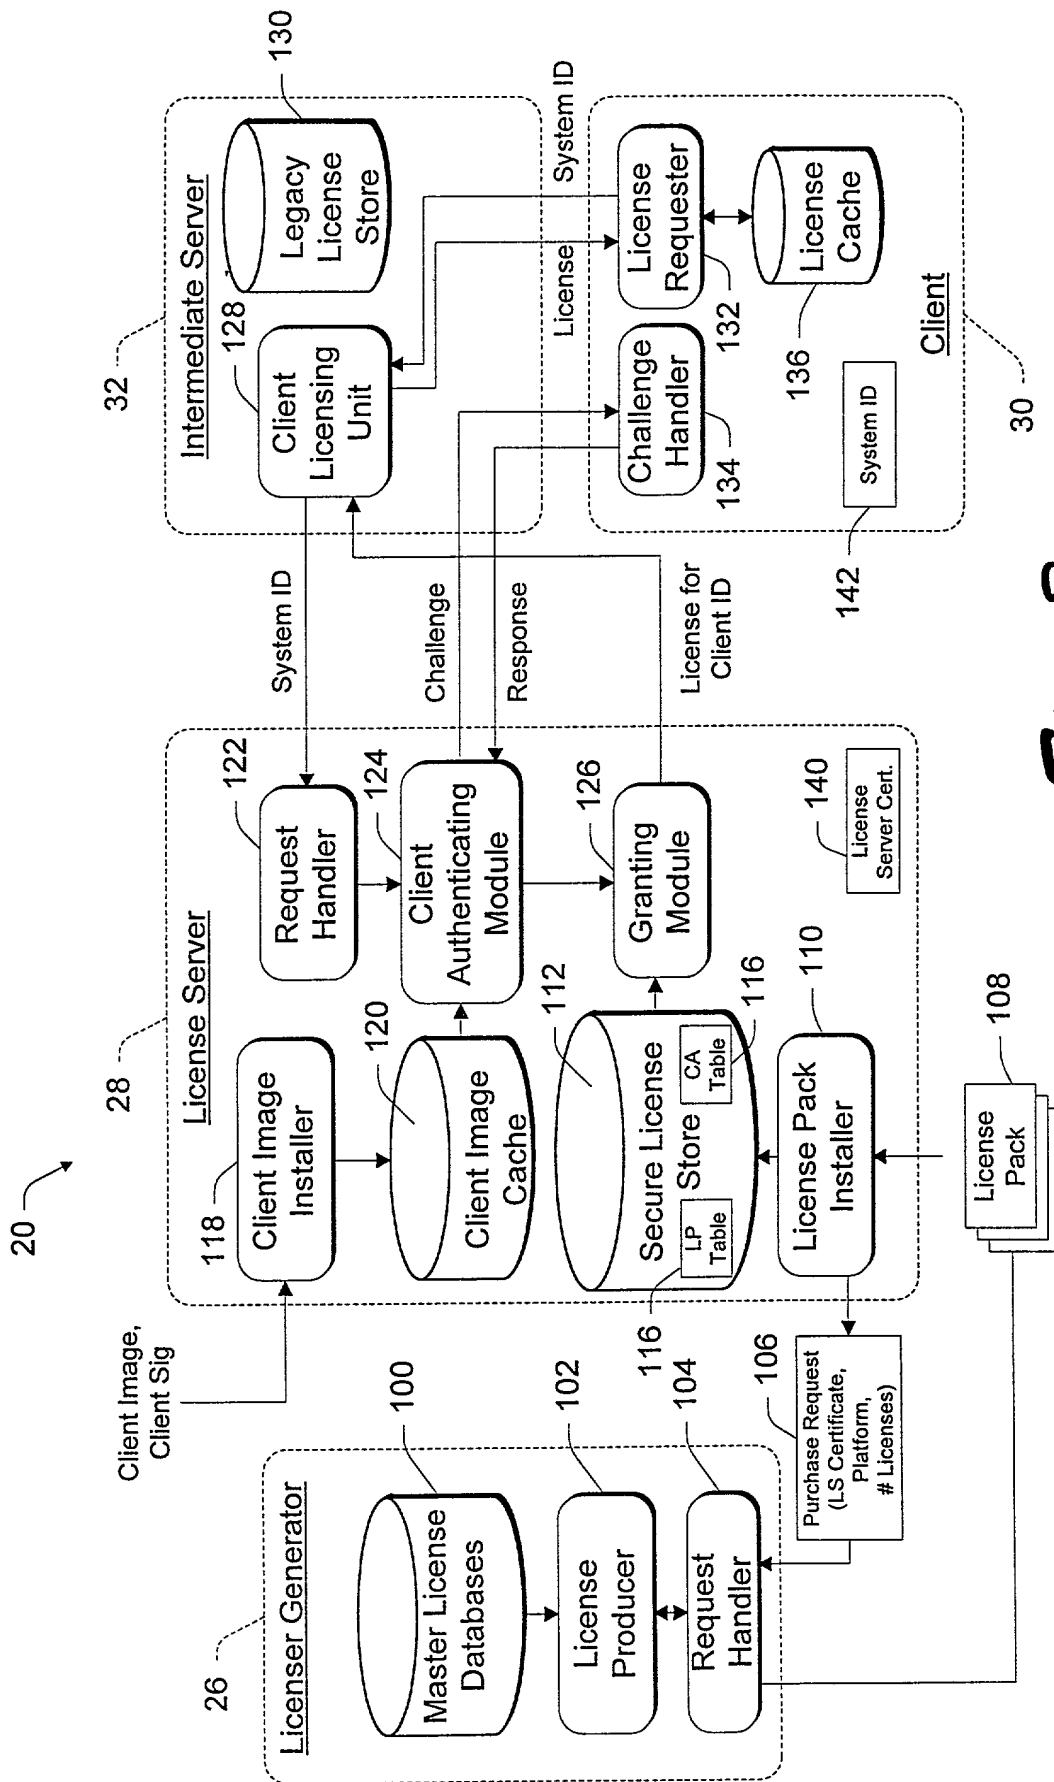 20
26
Licenser Generator
Master License
Databases
100
License
Producer
102
Request
Handler
104
Purchase Request
(LS Certificate,
Platform,
# Licenses)
106
License
Pack
108
Client Image,
Client Sig
28
License Server
118
Client Image
Installer
120
Client Image
Cache
122
Request
Handler
124
Client
Authenticating
Module
112
Secure License
Store
LP
Table
116
CA
Table
116
126
Granting
Module
License Pack
Installer
110
License
Server Cert.
140
System ID
Challenge
Response
License for
Client ID
32
Intermediate Server
128
Client
Licensing
Unit
Legacy
License
Store
130
License
System ID
Challenge
Handler
134
License
Requester
132
License
Cache
136
System ID
142
Client
30